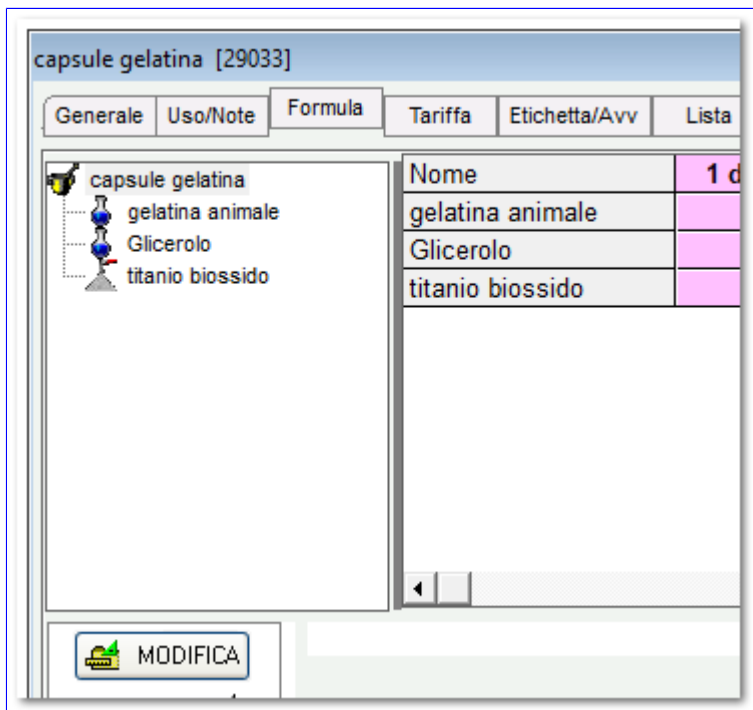 capsule gelatina [29033]
Generale Uso/Note Formula Tariffa Etichetta/Avv Lista
capsule gelatina
gelatina animale
Glicerolo
titanio biossido
Nome 1 d
gelatina animale
Glicerolo
titanio biossido
MODIFICA